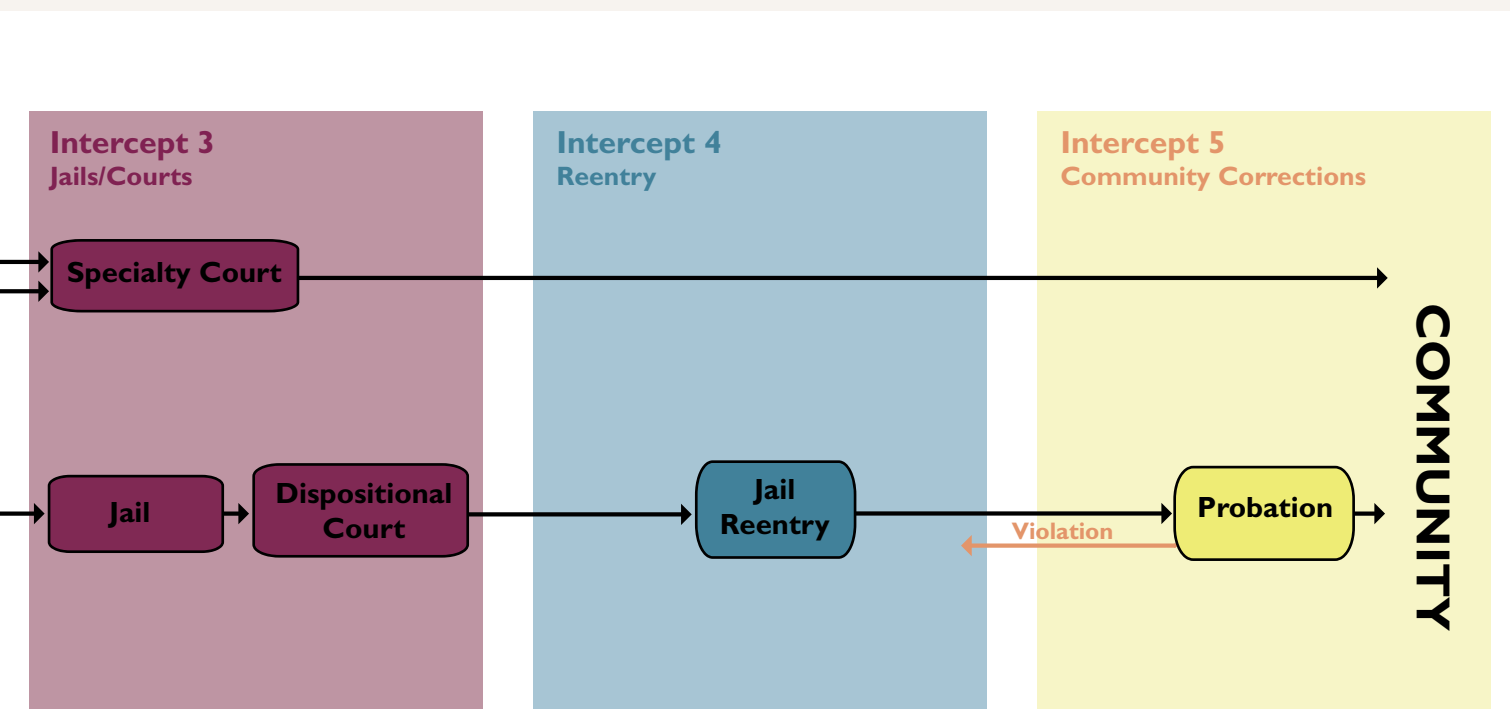 Intercept 3
Jails/Courts
Intercept 4
Reentry
Intercept 5
Community Corrections
Specialty Court
Jail
Dispositional
Court
Jail
Reentry
Violation
Probation
COMMUNITY